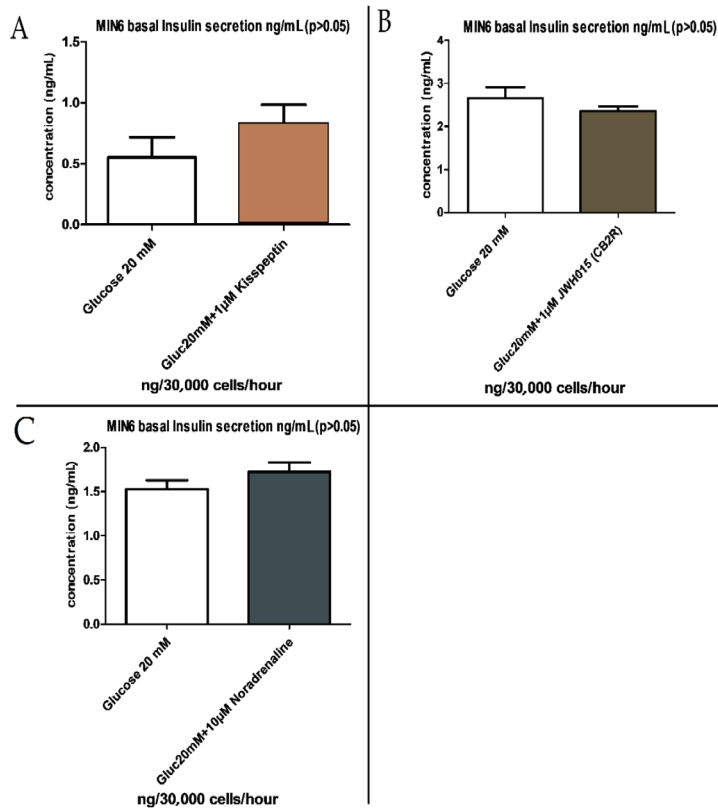 A
MIN6 basal Insulin secretion ng/mL(p>0.05)
concentration (ng/mL)
1.5
1.0
0.5
0.0
Glucose 20 mM
Gluc20mM+1µM Kisspeptin
ng/30,000 cells/hour
B
MIN6 basal Insulin secretion ng/mL(p>0.05)
concentration (ng/mL)
4
3
2
1
0
Glucose 20 mM
Gluc20mM+1µM JWH015 (CB2R)
ng/30,000 cells/hour
C
MIN6 basal Insulin secretion ng/mL(p>0.05)
concentration (ng/mL)
2.0
1.5
1.0
0.5
0.0
Glucose 20 mM
Gluc20mM+10µM Noradrenaline
ng/30,000 cells/hour